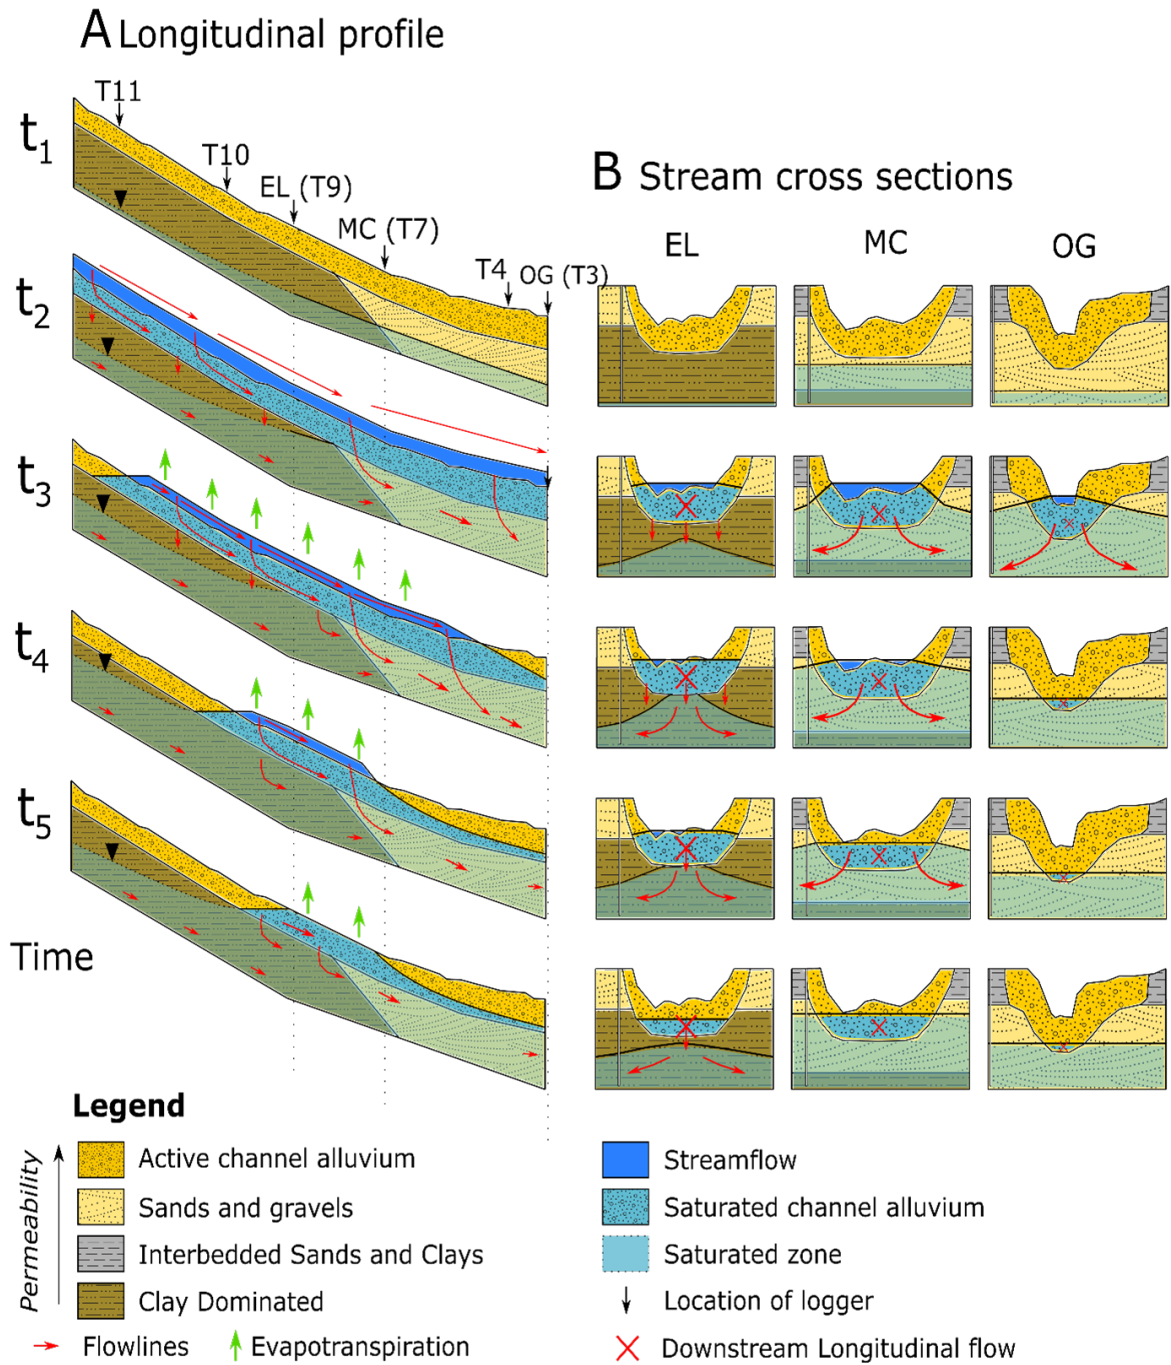 A Longitudinal profile
T11
t1
T10
EL (T9)
MC (T7)
T4
OG (T3)
B Stream cross sections
EL
MC
OG
t2
t3
t4
t5
Time
Legend
Permeability
Active channel alluvium
Sands and gravels
Interbedded Sands and Clays
Clay Dominated
Flowlines
Evapotranspiration
Streamflow
Saturated channel alluvium
Saturated zone
Location of logger
Downstream Longitudinal flow